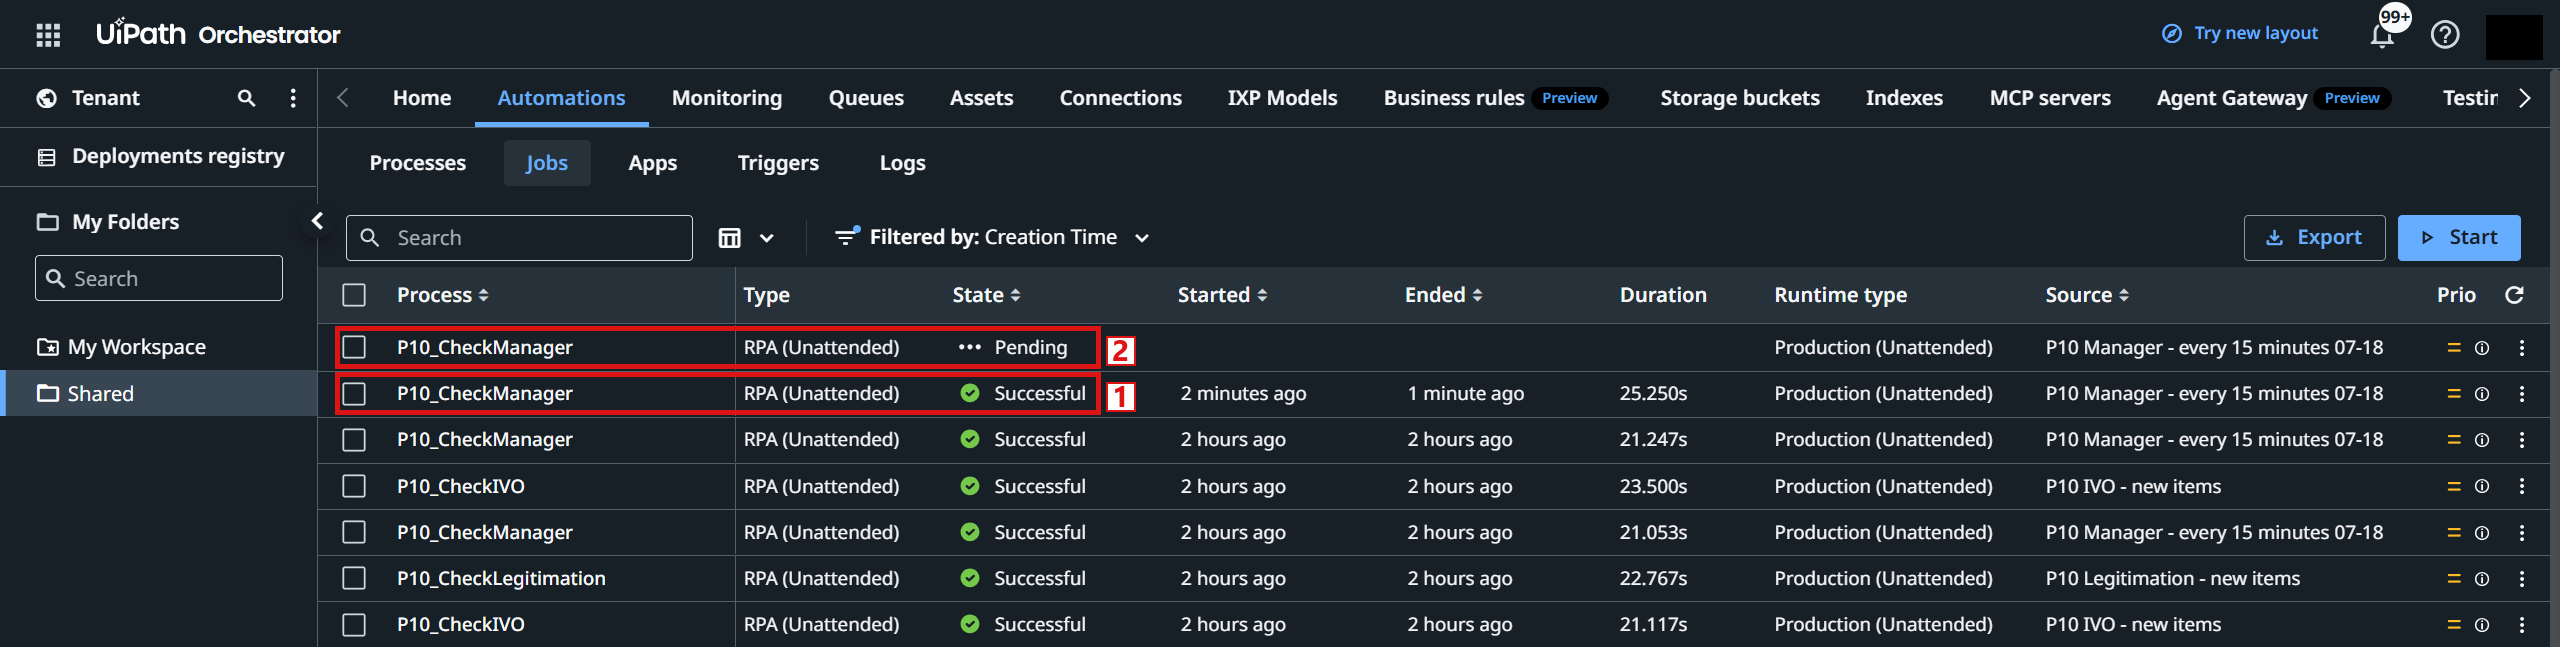 UiPath Orchestrator
Try new layout
99+
Tenant
Home Automations Monitoring Queues Assets Connections IXP Models Business rules Preview Storage buckets Indexes MCP servers Agent Gateway Preview Testin
Deployments registry
Processes Jobs Apps Triggers Logs
My Folders
Search
Search
Filtered by: Creation Time
Export
Start
My Workspace
Shared
Process Type State Started Ended Duration Runtime type Source Prio
P10_CheckManager RPA (Unattended) Pending 2 Production (Unattended) P10 Manager - every 15 minutes 07-18
P10_CheckManager RPA (Unattended) Successful 1 2 minutes ago 1 minute ago 25.250s Production (Unattended) P10 Manager - every 15 minutes 07-18
P10_CheckManager RPA (Unattended) Successful 2 hours ago 2 hours ago 21.247s Production (Unattended) P10 Manager - every 15 minutes 07-18
P10_CheckIVO RPA (Unattended) Successful 2 hours ago 2 hours ago 23.500s Production (Unattended) P10 IVO - new items
P10_CheckManager RPA (Unattended) Successful 2 hours ago 2 hours ago 21.053s Production (Unattended) P10 Manager - every 15 minutes 07-18
P10_CheckLegitimation RPA (Unattended) Successful 2 hours ago 2 hours ago 22.767s Production (Unattended) P10 Legitimation - new items
P10_CheckIVO RPA (Unattended) Successful 2 hours ago 2 hours ago 21.117s Production (Unattended) P10 IVO - new items